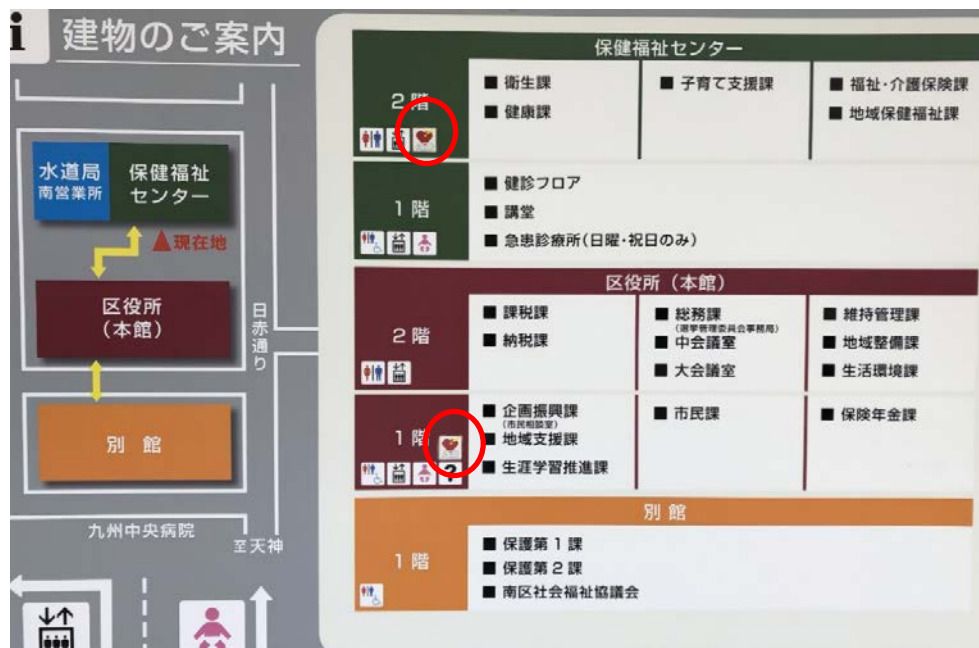 i 建物のご案内
水道局
南営業所
保健福祉
センター
現在地
区役所
(本館)
日赤通り
別 館
九州中央病院
至天神
保健福祉センター
2階
■ 衛生課
■ 健康課
■ 子育て支援課
■ 福祉・介護保険課
■ 地域保健福祉課
1階
■ 健診フロア
■ 講堂
■ 急患診療所(日曜・祝日のみ)
区役所(本館)
2階
■ 課税課
■ 納税課
■ 総務課
(選挙管理委員会事務局)
■ 中会議室
■ 大会議室
■ 維持管理課
■ 地域整備課
■ 生活環境課
1階
?
■ 企画振興課
(市民相談室)
■ 地域支援課
■ 生涯学習推進課
■ 市民課
■ 保険年金課
別 館
1階
■ 保護第1課
■ 保護第2課
■ 南区社会福祉協議会